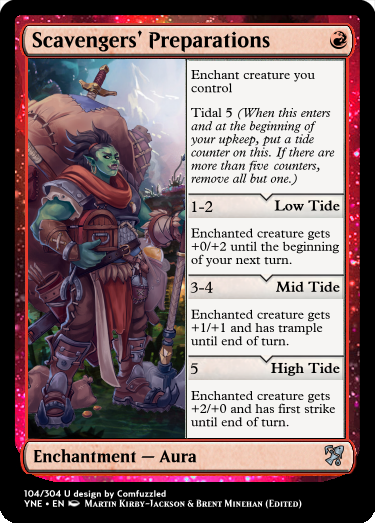 Scavengers' Preparations
Enchant creature you
control
Tidal 5 (When this enters
and at the beginning of
your upkeep, put a tide
counter on this. If there are
more than five counters,
remove all but one.)
1-2 Low Tide
Enchanted creature gets
+0/+2 until the beginning
of your next turn.
3-4 Mid Tide
Enchanted creature gets
+1/+1 and has trample
until end of turn.
5 High Tide
Enchanted creature gets
+2/+0 and has first strike
until end of turn.
Enchantment — Aura
104/304 U design by Comfuzzled
YNE • EN Martin Kirby-Jackson & Brent Minehan (Edited)